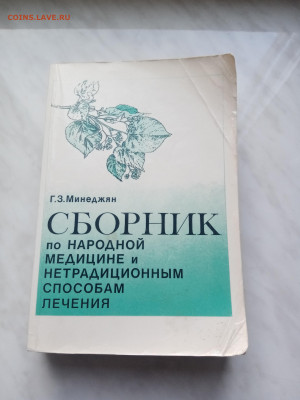 COINS.LAVE.RU
Г.З.Минеджян
СБОРНИК
по НАРОДНОЙ
МЕДИЦИНЕ и
НЕТРАДИЦИОННЫМ
СПОСОБАМ
ЛЕЧЕНИЯ